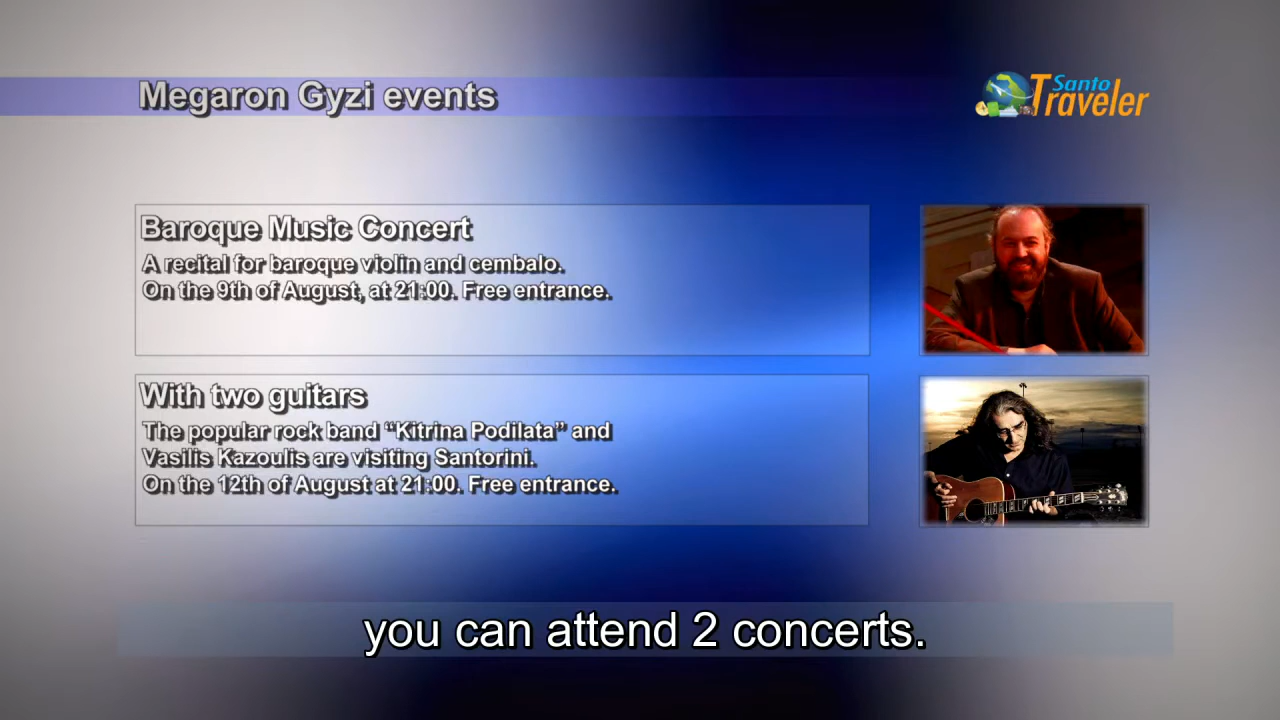 Megaron Gyzi events
Santo
Traveler
Baroque Music Concert
A recital for baroque violin and cembalo.
On the 9th of August, at 21:00. Free entrance.
With two guitars
The popular rock band “Kitrina Podilata” and
Vasilis Kazoulis are visiting Santorini.
On the 12th of August at 21:00. Free entrance.
you can attend 2 concerts.